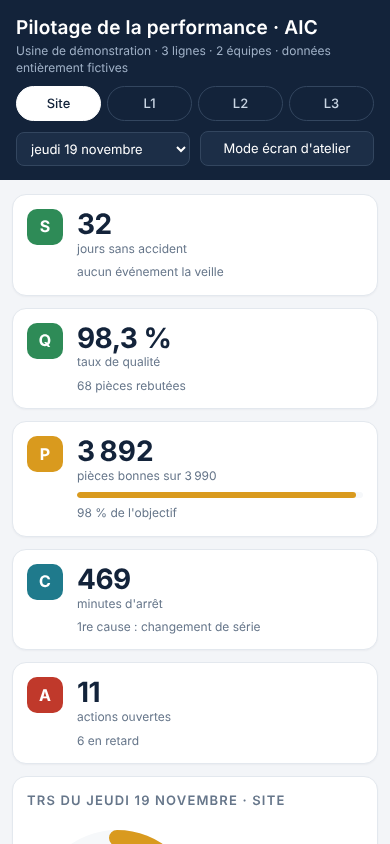 Pilotage de la performance · AIC
Usine de démonstration · 3 lignes · 2 équipes · données
entièrement fictives
Site
L1
L2
L3
jeudi 19 novembre
Mode écran d'atelier
S
32
jours sans accident
aucun événement la veille
Q
98,3 %
taux de qualité
68 pièces rebutées
P
3 892
pièces bonnes sur 3 990
98 % de l'objectif
C
469
minutes d'arrêt
1re cause : changement de série
A
11
actions ouvertes
6 en retard
TRS DU JEUDI 19 NOVEMBRE · SITE